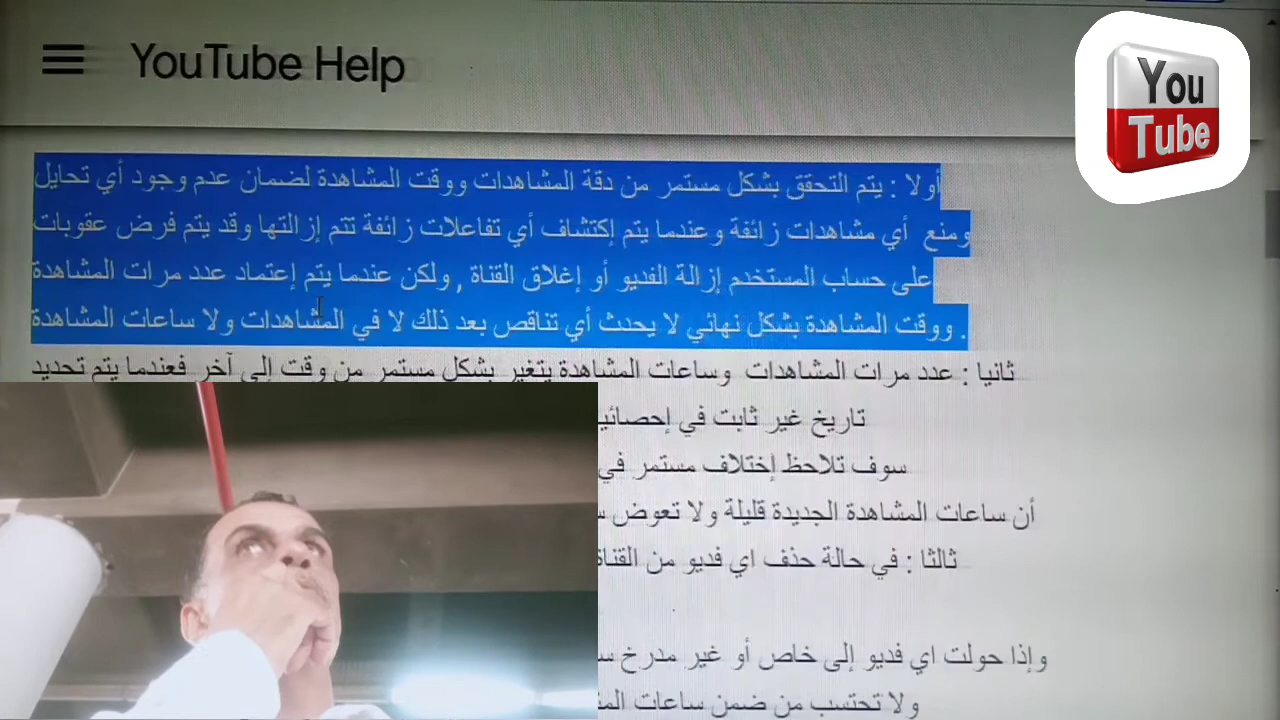 YouTube Help
You
Tube
أولا : يتم التحقق بشكل مستمر من دقة المشاهدات ووقت المشاهدة لضمان عدم وجود أي تحايل
ومنع أي مشاهدات زائفة وعندما يتم إكتشاف أي تفاعلات زائفة تتم إزالتها وقد يتم فرض عقوبات
على حساب المستخدم إزالة الفديو أو إغلاق القناة , ولكن عندما يتم إعتماد عدد مرات المشاهدة
ووقت المشاهدة بشكل نهائي لا يحدث أي تناقص بعد ذلك لا في المشاهدات ولا ساعات المشاهدة .
ثانيا : عدد مرات المشاهدات وساعات المشاهدة يتغير بشكل مستمر من وقت إلى آخر فعندما يتم تحديد
تاريخ غير ثابت في
سوف تلاحظ إختلاف مستمر في
أن ساعات المشاهدة الجديدة قليلة ولا تعوض
ثالثا : في حالة حذف اي فديو من القناة
وإذا حولت اي فديو إلى خاص أو غير مدرج
ولا تحتسب من ضمن ساعات